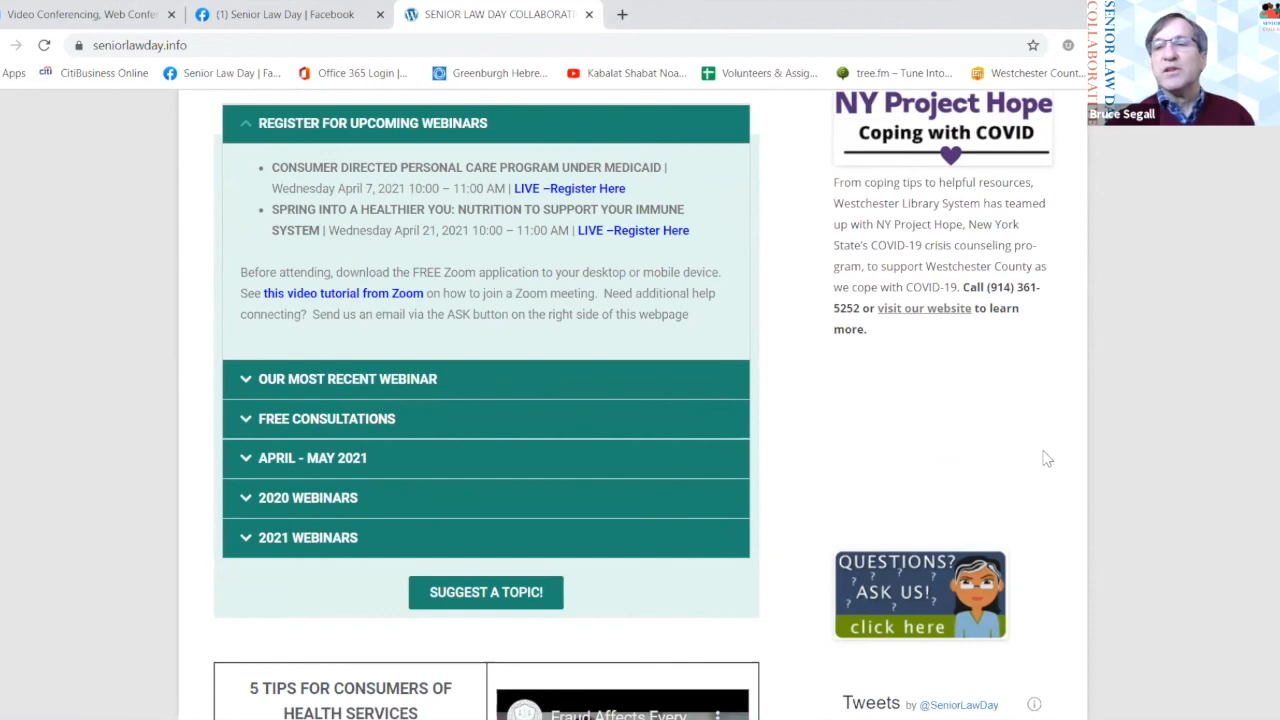 Video Conferencing, Web Confe
(1) Senior Law Day | Facebook
SENIOR LAW DAY COLLABORATI
seniorlawday.info
Apps
citi
CitiBusiness Online
Senior Law Day | Fa...
Office 365 Log
Greenburgh Hebre...
Kabalat Shabat Noa...
Volunteers & Assig...
tree.fm – Tune Into...
Westchester Count...
COLLABORATI
SENIOR LAW D
Bruce Segall
REGISTER FOR UPCOMING WEBINARS
CONSUMER DIRECTED PERSONAL CARE PROGRAM UNDER MEDICAID |
Wednesday April 7, 2021 10:00 – 11:00 AM | LIVE –Register Here
SPRING INTO A HEALTHIER YOU: NUTRITION TO SUPPORT YOUR IMMUNE
SYSTEM | Wednesday April 21, 2021 10:00 – 11:00 AM | LIVE –Register Here
Before attending, download the FREE Zoom application to your desktop or mobile device.
See this video tutorial from Zoom on how to join a Zoom meeting. Need additional help
connecting? Send us an email via the ASK button on the right side of this webpage
OUR MOST RECENT WEBINAR
FREE CONSULTATIONS
APRIL - MAY 2021
2020 WEBINARS
2021 WEBINARS
SUGGEST A TOPIC!
5 TIPS FOR CONSUMERS OF
HEALTH SERVICES
Fraud Affects Every
NY Project Hope
Coping with COVID
From coping tips to helpful resources,
Westchester Library System has teamed
up with NY Project Hope, New York
State's COVID-19 crisis counseling pro-
gram, to support Westchester County as
we cope with COVID-19. Call (914) 361-
5252 or visit our website to learn
more.
QUESTIONS?
ASK US!
click here
Tweets by @SeniorLawDay